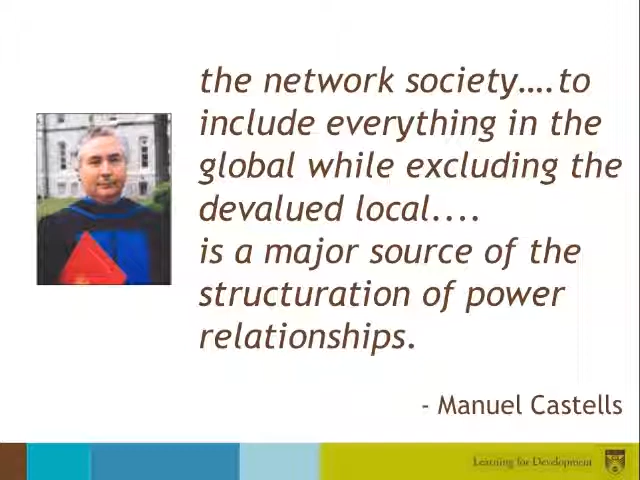 the network society….to
include everything in the
global while excluding the
devalued local....
is a major source of the
structuration of power
relationships.
- Manuel Castells
Learning for Development